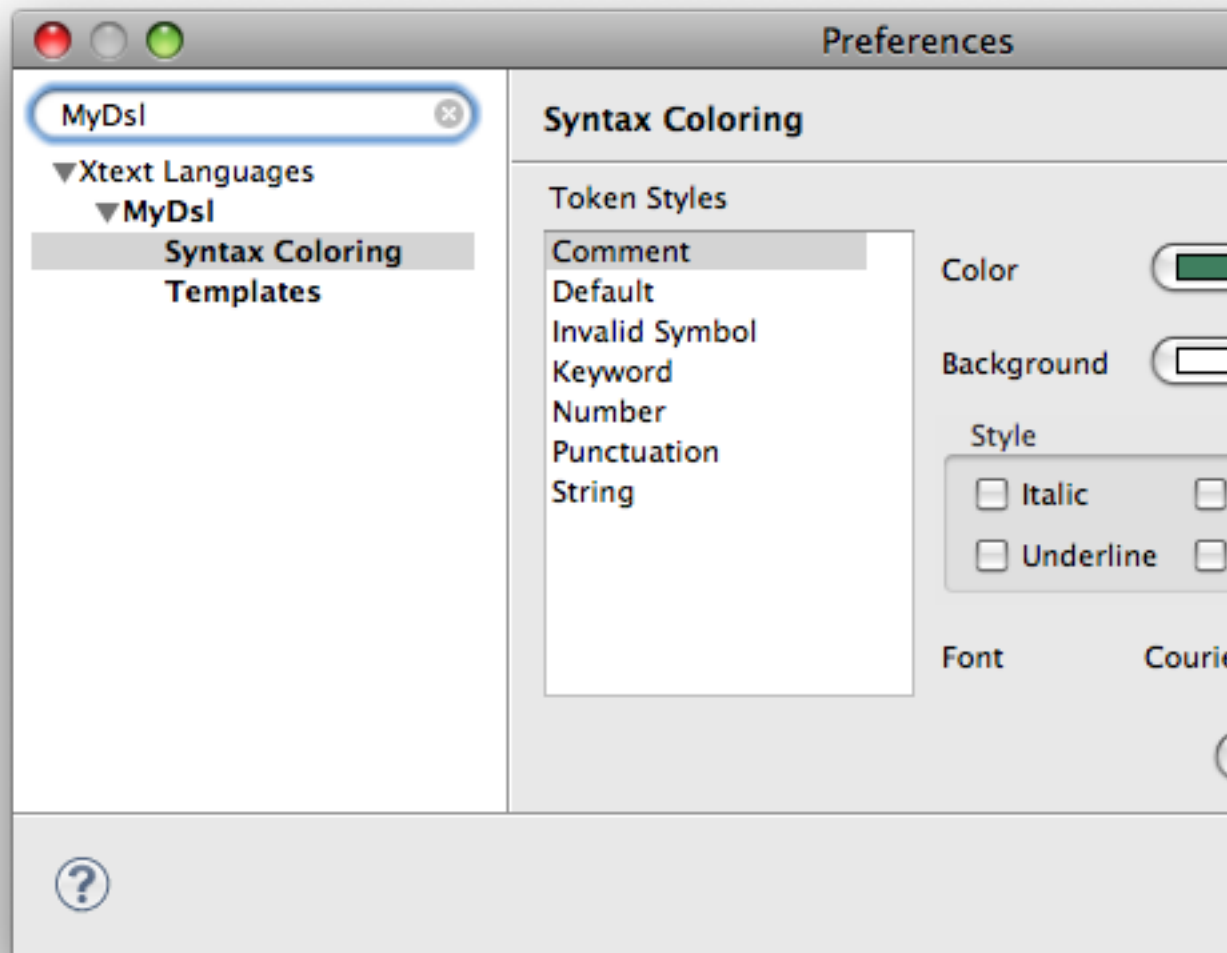 Preferences
MyDsl
Xtext Languages
MyDsl
Syntax Coloring
Templates
Syntax Coloring
Token Styles
Comment
Default
Invalid Symbol
Keyword
Number
Punctuation
String
Color
Background
Style
Italic
Underline
Font
?